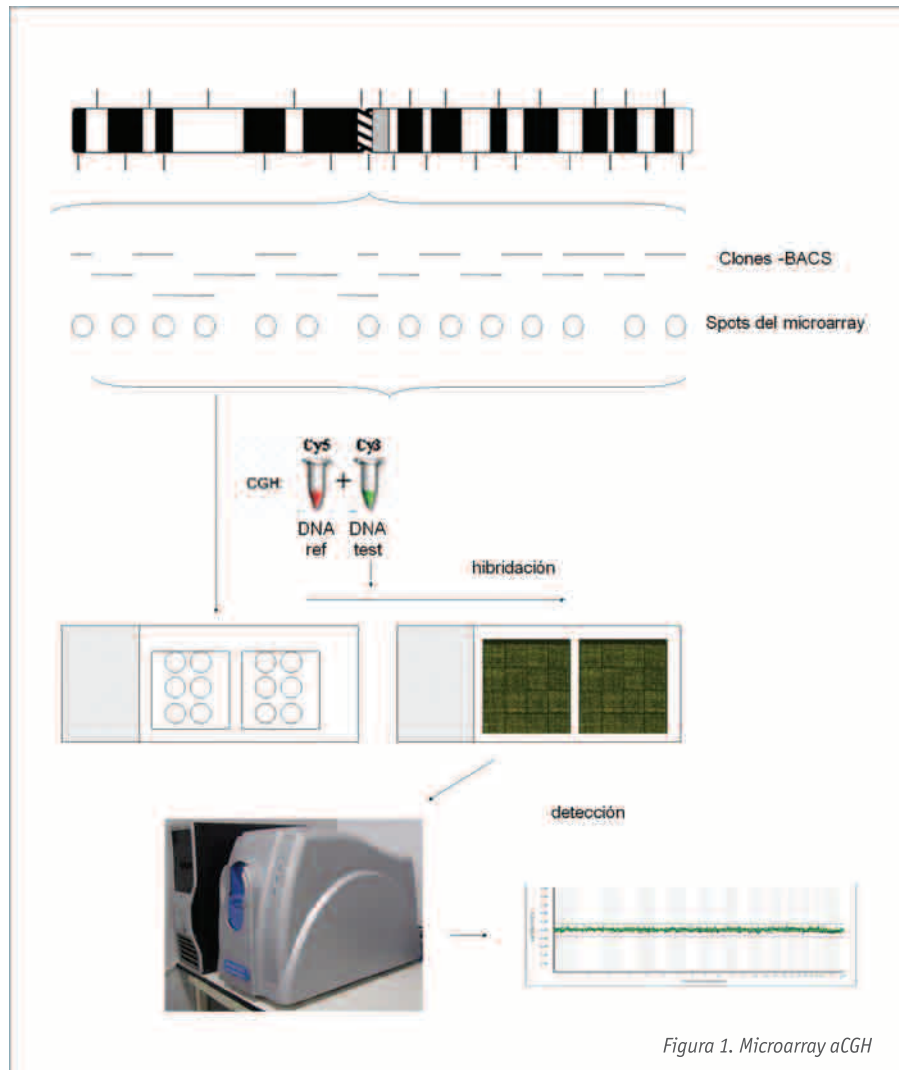 Clones -BACS
Spots del microarray
Cy5 Cy3
CGH:
+
DNA ref
DNA test
hibridación
detección
Figura 1. Microarray aCGH